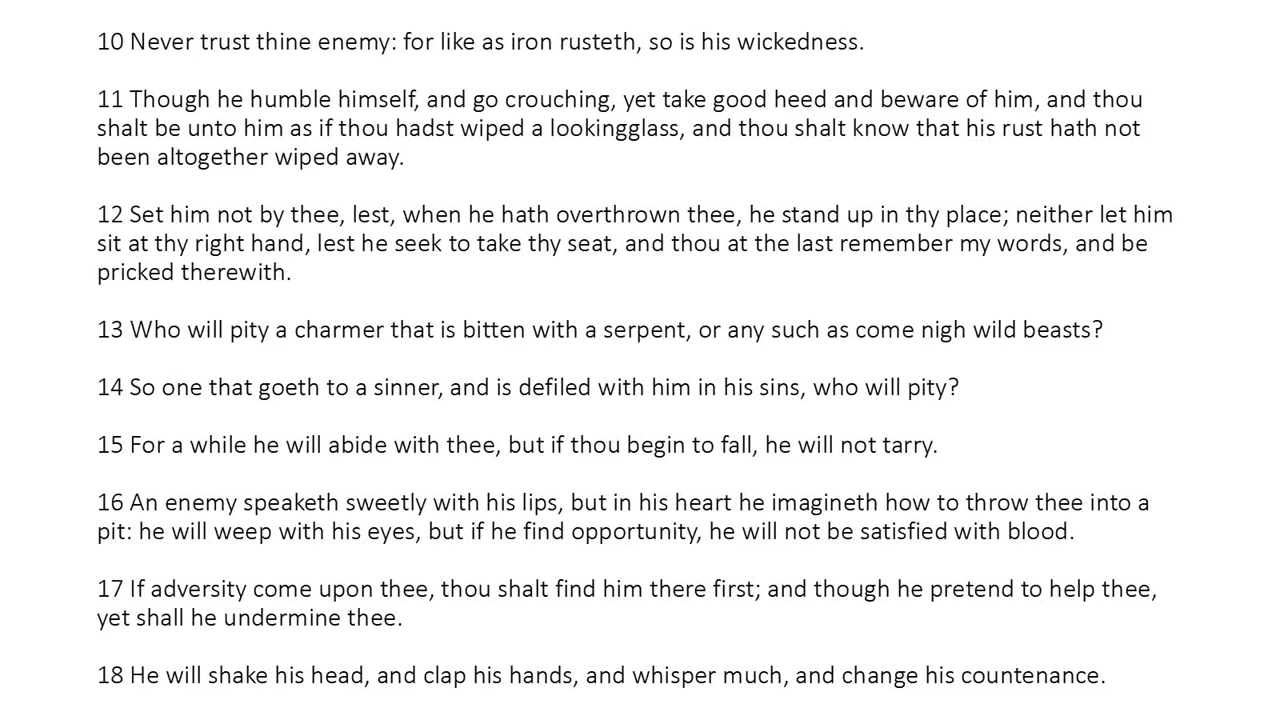 10 Never trust thine enemy: for like as iron rusteth, so is his wickedness.
11 Though he humble himself, and go crouching, yet take good heed and beware of him, and thou
shalt be unto him as if thou hadst wiped a lookingglass, and thou shalt know that his rust hath not
been altogether wiped away.
12 Set him not by thee, lest, when he hath overthrown thee, he stand up in thy place; neither let him
sit at thy right hand, lest he seek to take thy seat, and thou at the last remember my words, and be
pricked therewith.
13 Who will pity a charmer that is bitten with a serpent, or any such as come nigh wild beasts?
14 So one that goeth to a sinner, and is defiled with him in his sins, who will pity?
15 For a while he will abide with thee, but if thou begin to fall, he will not tarry.
16 An enemy speaketh sweetly with his lips, but in his heart he imagineth how to throw thee into a
pit: he will weep with his eyes, but if he find opportunity, he will not be satisfied with blood.
17 If adversity come upon thee, thou shalt find him there first; and though he pretend to help thee,
yet shall he undermine thee.
18 He will shake his head, and clap his hands, and whisper much, and change his countenance.